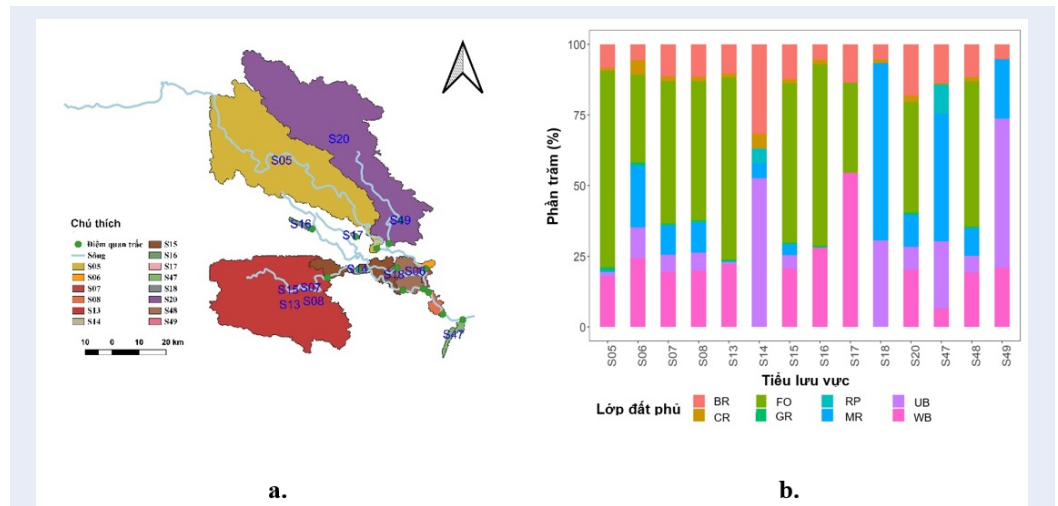 S20
S05
S49
S16
S17
S14
S18
S06
S15
S07
S13
S08
S47
Chú thích
Điểm quan trắc
Sông
S05
S06
S07
S08
S13
S14
S15
S16
S17
S47
S18
S20
S48
S49
10 0 10 20 km
a.
Phần trăm (%)
100
75
50
25
0
S05 S06 S07 S08 S13 S14 S15 S16 S17 S18 S20 S47 S48 S49
Tiểu lưu vực
Lớp đất phủ
BR FO RP UB
CR GR MR WB
b.